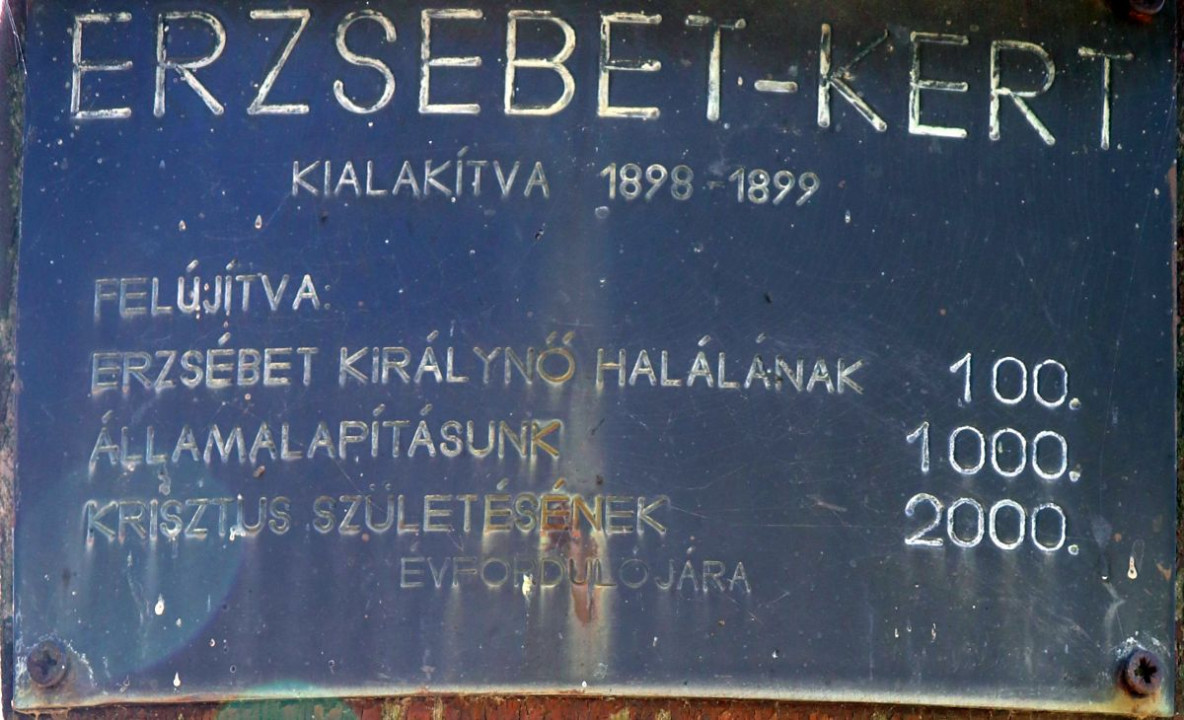 ERZSEBET-KERT
KIALAKÍTVA 1898-1899
FELÚJÍTVA:
ERZSÉBET KIRÁLYNŐ HALÁLÁNAK 100.
ÁLLAMALAPÍTÁSUNK 1000.
KRISZTUS SZÜLETÉSÉNEK 2000.
ÉVFORDULÓJÁRA